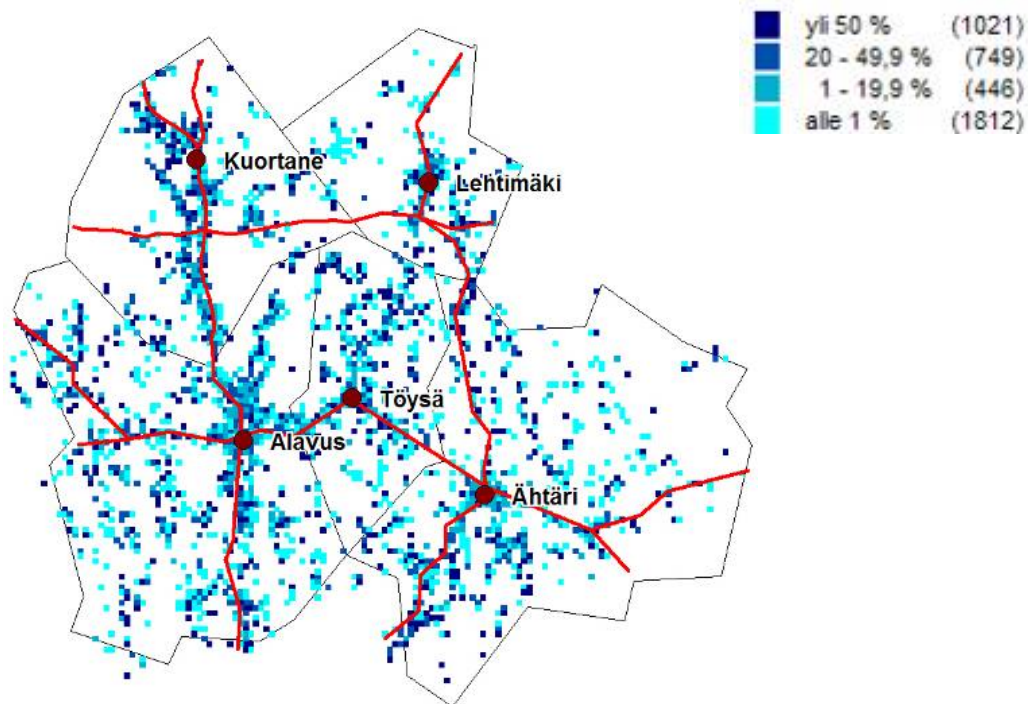 yli 50 % (1021)
20 - 49,9 % (749)
1 - 19,9 % (446)
alle 1 % (1812)
Kuortane
Lehtimäki
Töysä
Alavus
Ähtäri